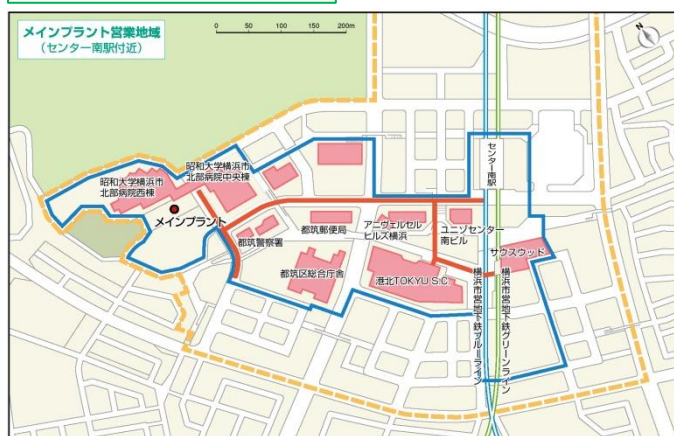 メインプラント営業地域
(センター南駅付近)
0 50 100 150 200m
N
昭和大学横浜市
北部病院中央棟
昭和大学横浜市
北部病院西棟
メインプラント
都筑警察署
都筑郵便局
都筑区総合庁舎
アニヴェルセル
ヒルズ横浜
港北TOKYU S.C.
ユニゾセンター
南ビル
センター南駅
サウスウッド
横浜市営地下鉄ブルーライン
横浜市営地下鉄グリーンライン